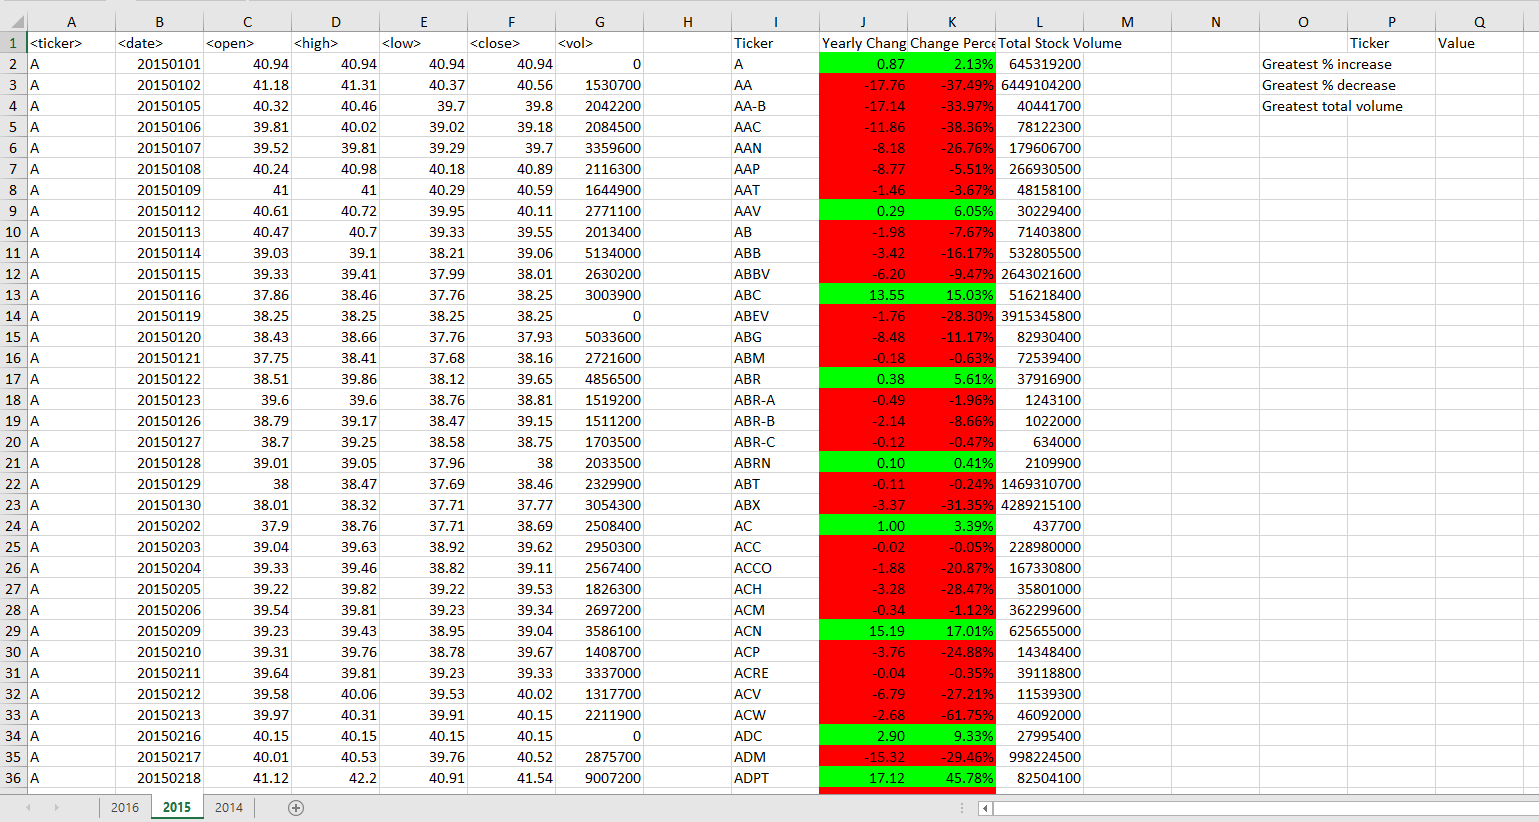 A B C D E F G H I J K L M N O P Q
1 <ticker> <date> <open> <high> <low> <close> <vol> Ticker Yearly Chang Change Perce Total Stock Volume Ticker Value
2 A 20150101 40.94 40.94 40.94 40.94 0 A 0.87 2.13% 645319200 Greatest % increase
3 A 20150102 41.18 41.31 40.37 40.56 1530700 AA -17.76 -37.49% 6449104200 Greatest % decrease
4 A 20150105 40.32 40.46 39.7 39.8 2042200 AA-B -17.14 -33.97% 40441700 Greatest total volume
5 A 20150106 39.81 40.02 39.02 39.18 2084500 AAC -11.86 -38.36% 78122300
6 A 20150107 39.52 39.81 39.29 39.7 3359600 AAN -8.18 -26.76% 179606700
7 A 20150108 40.24 40.98 40.18 40.89 2116300 AAP -8.77 -5.51% 266930500
8 A 20150109 41 41 40.29 40.59 1644900 AAT -1.46 -3.67% 48158100
9 A 20150112 40.61 40.72 39.95 40.11 2771100 AAV 0.29 6.05% 30229400
10 A 20150113 40.47 40.7 39.33 39.55 2013400 AB -1.98 -7.67% 71403800
11 A 20150114 39.03 39.1 38.21 39.06 5134000 ABB -3.42 -16.17% 532805500
12 A 20150115 39.33 39.41 37.99 38.01 2630200 ABBV -6.20 -9.47% 2643021600
13 A 20150116 37.86 38.46 37.76 38.25 3003900 ABC 13.55 15.03% 516218400
14 A 20150119 38.25 38.25 38.25 38.25 0 ABEV -1.76 -28.30% 3915345800
15 A 20150120 38.43 38.66 37.76 37.93 5033600 ABG -8.48 -11.17% 82930400
16 A 20150121 37.75 38.41 37.68 38.16 2721600 ABM -0.18 -0.63% 72539400
17 A 20150122 38.51 39.86 38.12 39.65 4856500 ABR 0.38 5.61% 37916900
18 A 20150123 39.6 39.6 38.76 38.81 1519200 ABR-A -0.49 -1.96% 1243100
19 A 20150126 38.79 39.17 38.47 39.15 1511200 ABR-B -2.14 -8.66% 1022000
20 A 20150127 38.7 39.25 38.58 38.75 1703500 ABR-C -0.12 -0.47% 634000
21 A 20150128 39.01 39.05 37.96 38 2033500 ABRN 0.10 0.41% 2109900
22 A 20150129 38 38.47 37.69 38.46 2329900 ABT -0.11 -0.24% 1469310700
23 A 20150130 38.01 38.32 37.71 37.77 3054300 ABX -3.37 -31.35% 4289215100
24 A 20150202 37.9 38.76 37.71 38.69 2508400 AC 1.00 3.39% 437700
25 A 20150203 39.04 39.63 38.92 39.62 2950300 ACC -0.02 -0.05% 228980000
26 A 20150204 39.33 39.46 38.82 39.11 2567400 ACCO -1.88 -20.87% 167330800
27 A 20150205 39.22 39.82 39.22 39.53 1826300 ACH -3.28 -28.47% 35801000
28 A 20150206 39.54 39.81 39.23 39.34 2697200 ACM -0.34 -1.12% 362299600
29 A 20150209 39.23 39.43 38.95 39.04 3586100 ACN 15.19 17.01% 625655000
30 A 20150210 39.31 39.76 38.78 39.67 1408700 ACP -3.76 -24.88% 14348400
31 A 20150211 39.64 39.81 39.23 39.33 3337000 ACRE -0.04 -0.35% 39118800
32 A 20150212 39.58 40.06 39.53 40.02 1317700 ACV -6.79 -27.21% 11539300
33 A 20150213 39.97 40.31 39.91 40.15 2211900 ACW -2.68 -61.75% 46092000
34 A 20150216 40.15 40.15 40.15 40.15 0 ADC 2.90 9.33% 27995400
35 A 20150217 40.01 40.53 39.76 40.52 2875700 ADM -15.32 -29.46% 998224500
36 A 20150218 41.12 42.2 40.91 41.54 9007200 ADPT 17.12 45.78% 82504100
2016 2015 2014